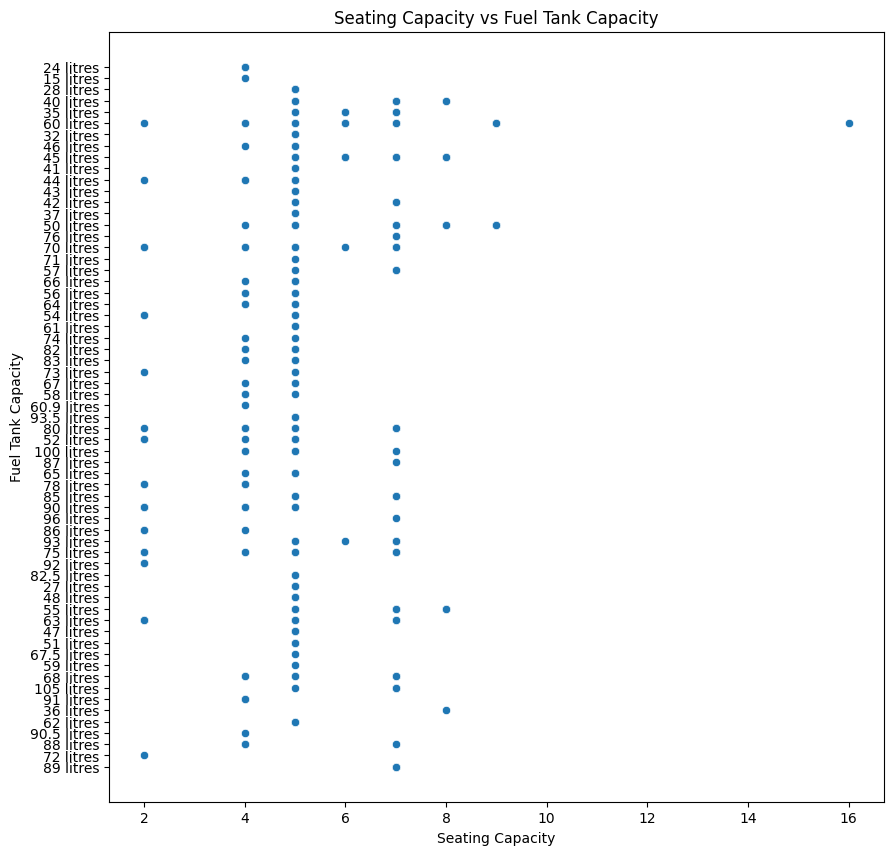 Seating Capacity vs Fuel Tank Capacity
24 litres
15 litres
28 litres
40 litres
35 litres
60 litres
32 litres
46 litres
45 litres
41 litres
44 litres
43 litres
42 litres
37 litres
50 litres
76 litres
70 litres
71 litres
57 litres
66 litres
56 litres
64 litres
54 litres
61 litres
74 litres
82 litres
83 litres
73 litres
67 litres
58 litres
60.9 litres
93.5 litres
80 litres
52 litres
100 litres
87 litres
65 litres
78 litres
85 litres
90 litres
96 litres
86 litres
93 litres
75 litres
92 litres
82.5 litres
27 litres
48 litres
55 litres
63 litres
47 litres
51 litres
67.5 litres
59 litres
68 litres
105 litres
91 litres
36 litres
62 litres
90.5 litres
88 litres
72 litres
89 litres
Fuel Tank Capacity
2 4 6 8 10 12 14 16
Seating Capacity